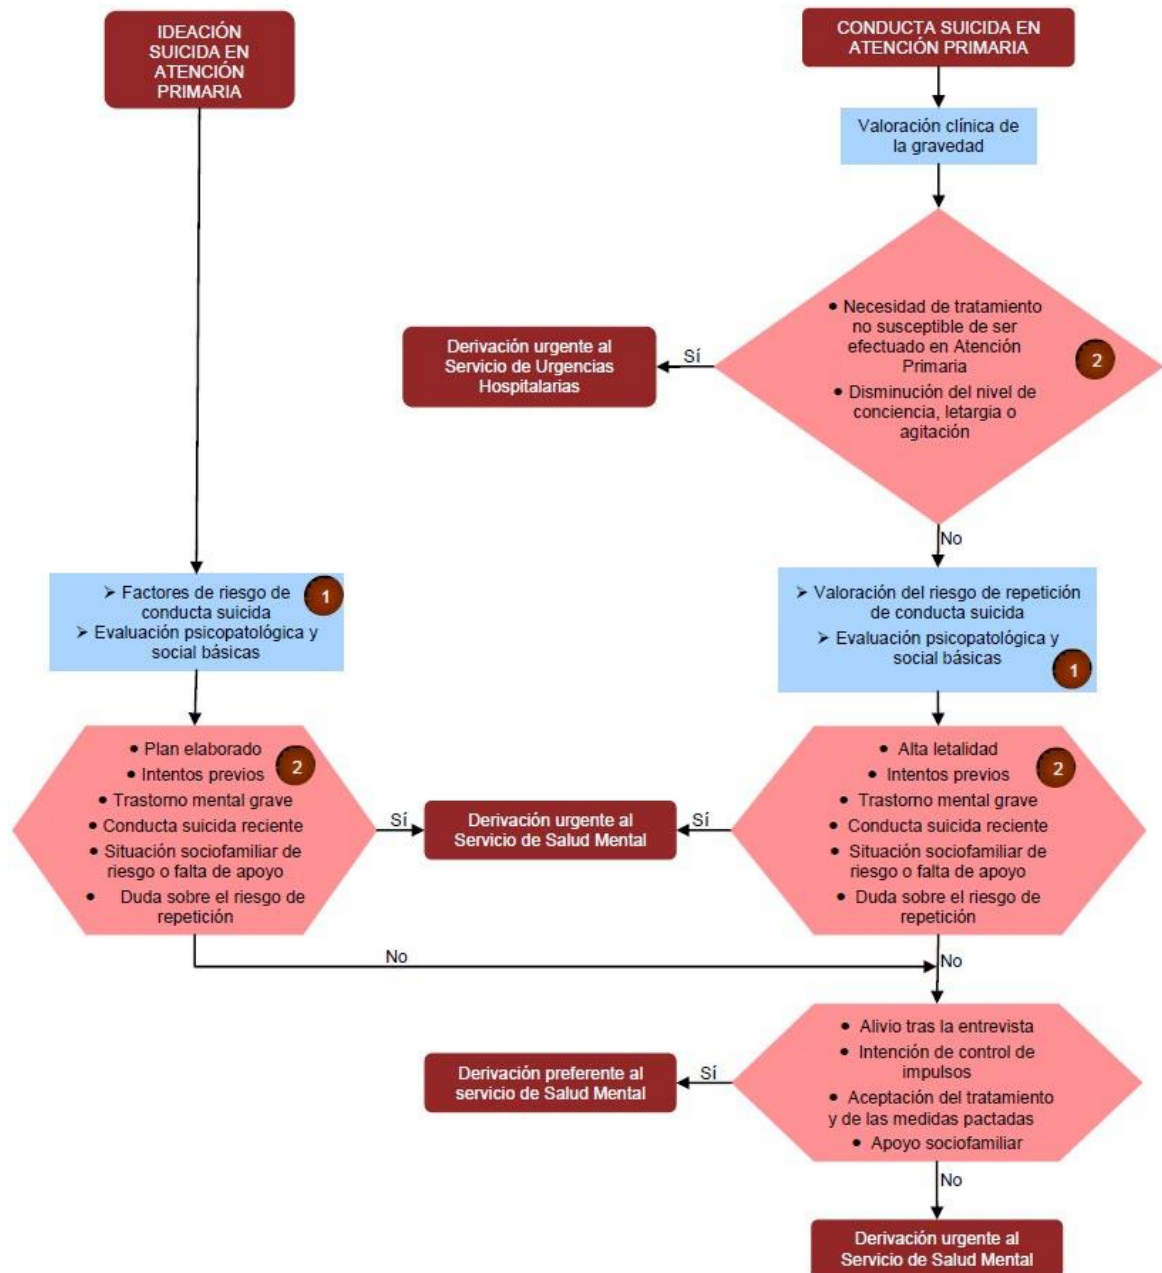 IDEACIÓN
SUICIDA EN
ATENCIÓN
PRIMARIA
CONDUCTA SUICIDA EN
ATENCIÓN PRIMARIA
Valoración clínica de
la gravedad
● Necesidad de tratamiento
no susceptible de ser
efectuado en Atención
Primaria
● Disminución del nivel de
conciencia, letargia o
agitación
2
Sí
Derivación urgente al
Servicio de Urgencias
Hospitalarias
No
➢ Factores de riesgo de
conducta suicida
➢ Evaluación psicopatológica y
social básicas
1
➢ Valoración del riesgo de repetición
de conducta suicida
➢ Evaluación psicopatológica y
social básicas
1
● Plan elaborado
● Intentos previos
● Trastorno mental grave
● Conducta suicida reciente
● Situación sociofamiliar de
riesgo o falta de apoyo
● Duda sobre el riesgo de
repetición
2
Sí
Derivación urgente al
Servicio de Salud Mental
Sí
● Alta letalidad
● Intentos previos
● Trastorno mental grave
● Conducta suicida reciente
● Situación sociofamiliar de
riesgo o falta de apoyo
● Duda sobre el riesgo de
repetición
2
No
No
● Alivio tras la entrevista
● Intención de control de
impulsos
● Aceptación del tratamiento
y de las medidas pactadas
● Apoyo sociofamiliar
Sí
Derivación preferente al
servicio de Salud Mental
No
Derivación urgente al
Servicio de Salud Mental